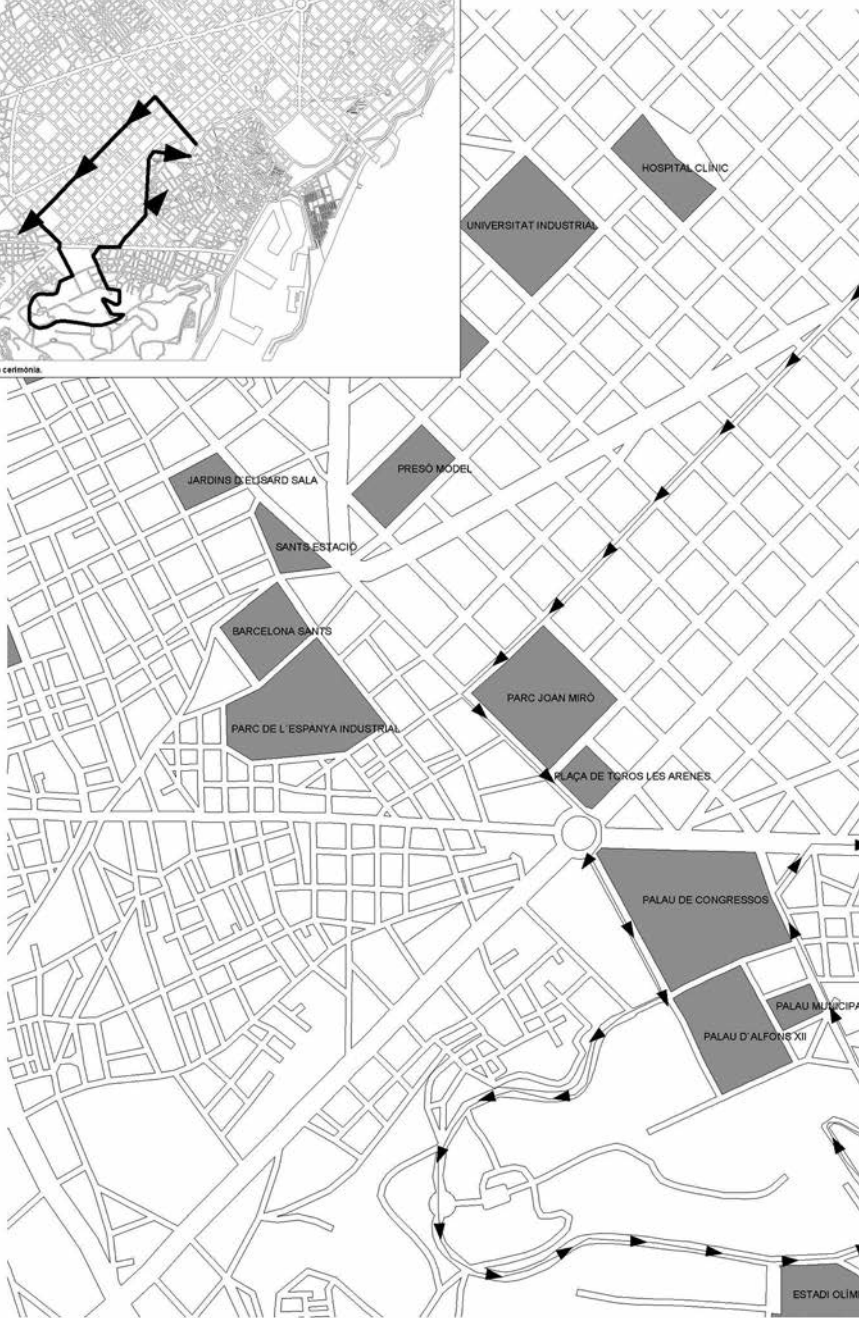 HOSPITAL CLÍNIC
UNIVERSITAT INDUSTRIAL
cerimònia.
PRESÓ MODEL
JARDINS D'ELISARD SALA
SANTS ESTACIÓ
BARCELONA SANTS
PARC JOAN MIRÓ
PARC DE L'ESPANYA INDUSTRIAL
PLAÇA DE TOROS LES ARENES
PALAU DE CONGRESSOS
PALAU MUNICIPA
PALAU D'ALFONS XII
ESTADI OLÍM